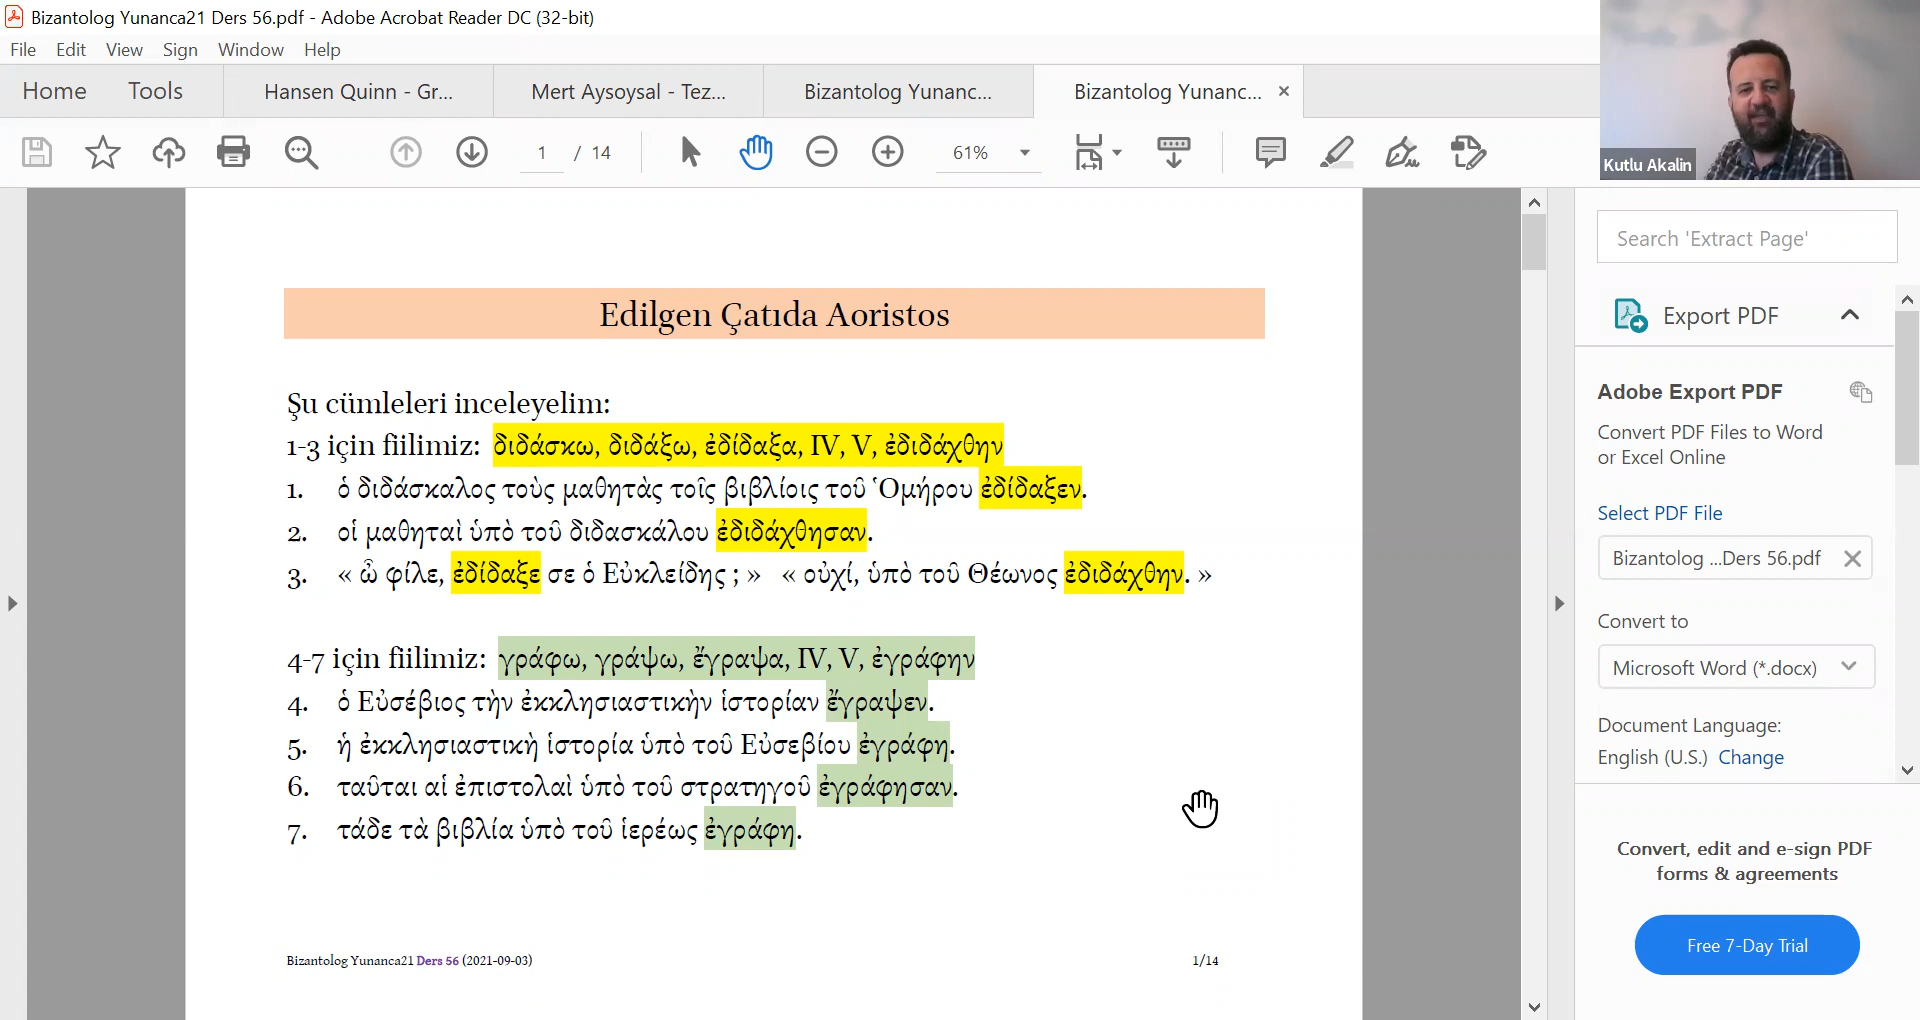 Bizantolog Yunanca21 Ders 56.pdf - Adobe Acrobat Reader DC (32-bit)
File Edit View Sign Window Help
Home Tools Hansen Quinn - Gr... Mert Aysoysal - Tez... Bizantolog Yunanc... Bizantolog Yunanc... ×
1 / 14 61%
Kutlu Akalin
Edilgen Çatıda Aoristos
Şu cümleleri inceleyelim:
1-3 için fiilimiz: διδάσκω, διδάξω, ἐδίδαξα, IV, V, ἐδιδάχθην
1. ὁ διδάσκαλος τοὺς μαθητὰς τοῖς βιβλίοις τοῦ Ὁμήρου ἐδίδαξεν.
2. οἱ μαθηταὶ ὑπὸ τοῦ διδασκάλου ἐδιδάχθησαν.
3. « ὦ φίλε, ἐδίδαξε σε ὁ Εὐκλείδης ; » « οὐχί, ὑπὸ τοῦ Θέωνος ἐδιδάχθην. »
4-7 için fiilimiz: γράφω, γράψω, ἔγραψα, IV, V, ἐγράφην
4. ὁ Εὐσέβιος τὴν ἐκκλησιαστικὴν ἱστορίαν ἔγραψεν.
5. ἡ ἐκκλησιαστικὴ ἱστορία ὑπὸ τοῦ Εὐσεβίου ἐγράφη.
6. ταῦται αἱ ἐπιστολαὶ ὑπὸ τοῦ στρατηγοῦ ἐγράφησαν.
7. τάδε τὰ βιβλία ὑπὸ τοῦ ἱερέως ἐγράφη.
Bizantolog Yunanca21 Ders 56 (2021-09-03) 1/14
Search 'Extract Page'
Export PDF
Adobe Export PDF
Convert PDF Files to Word
or Excel Online
Select PDF File
Bizantolog ...Ders 56.pdf
Convert to
Microsoft Word (*.docx)
Document Language:
English (U.S.) Change
Convert, edit and e-sign PDF
forms & agreements
Free 7-Day Trial